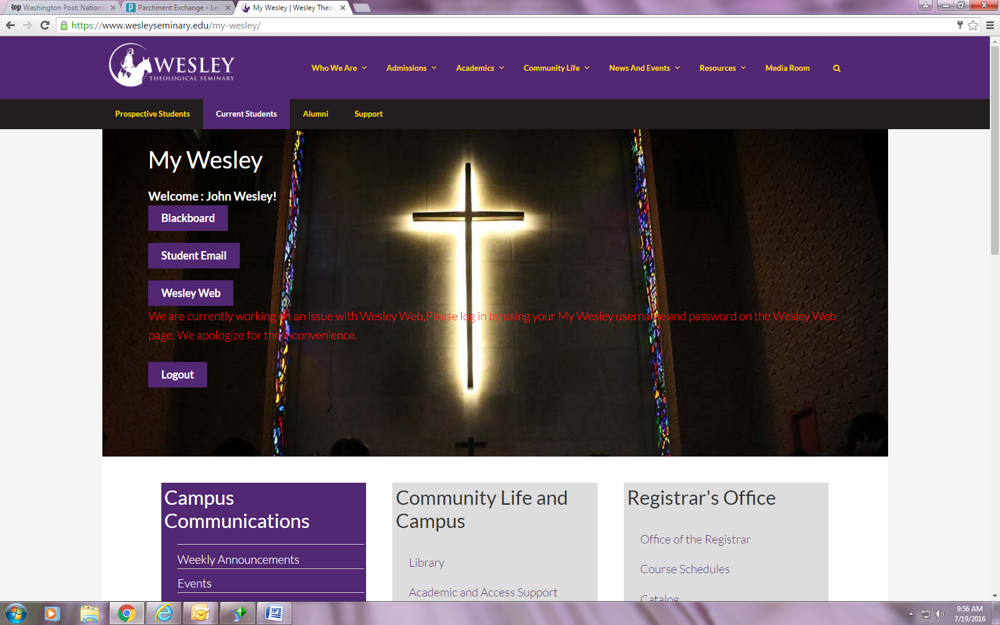 Washington Post: Nationa
Parchment Exchange - Lea
My Wesley | Wesley Theol
https://www.wesleyseminary.edu/my-wesley/
WESLEY
THEOLOGICAL SEMINARY
Who We Are
Admissions
Academics
Community Life
News And Events
Resources
Media Room
Prospective Students
Current Students
Alumni
Support
My Wesley
Welcome : John Wesley!
Blackboard
Student Email
Wesley Web
We are currently working on an issue with Wesley Web,Please log in by using your My Wesley username and password on the Wesley Web
page. We apologize for the inconvenience.
Logout
Campus
Communications
Weekly Announcements
Events
Community Life and
Campus
Library
Academic and Access Support
Registrar's Office
Office of the Registrar
Course Schedules
Catalog
9:56 AM
7/19/2016